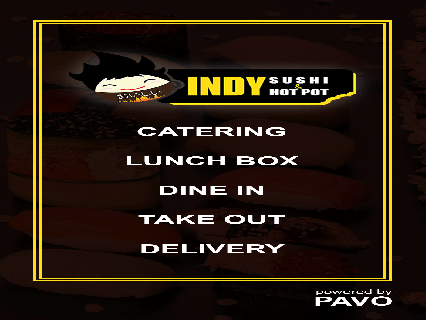 INDY SUSHI
& HOT POT
CATERING
LUNCH BOX
DINE IN
TAKE OUT
DELIVERY
powered by
PAVO